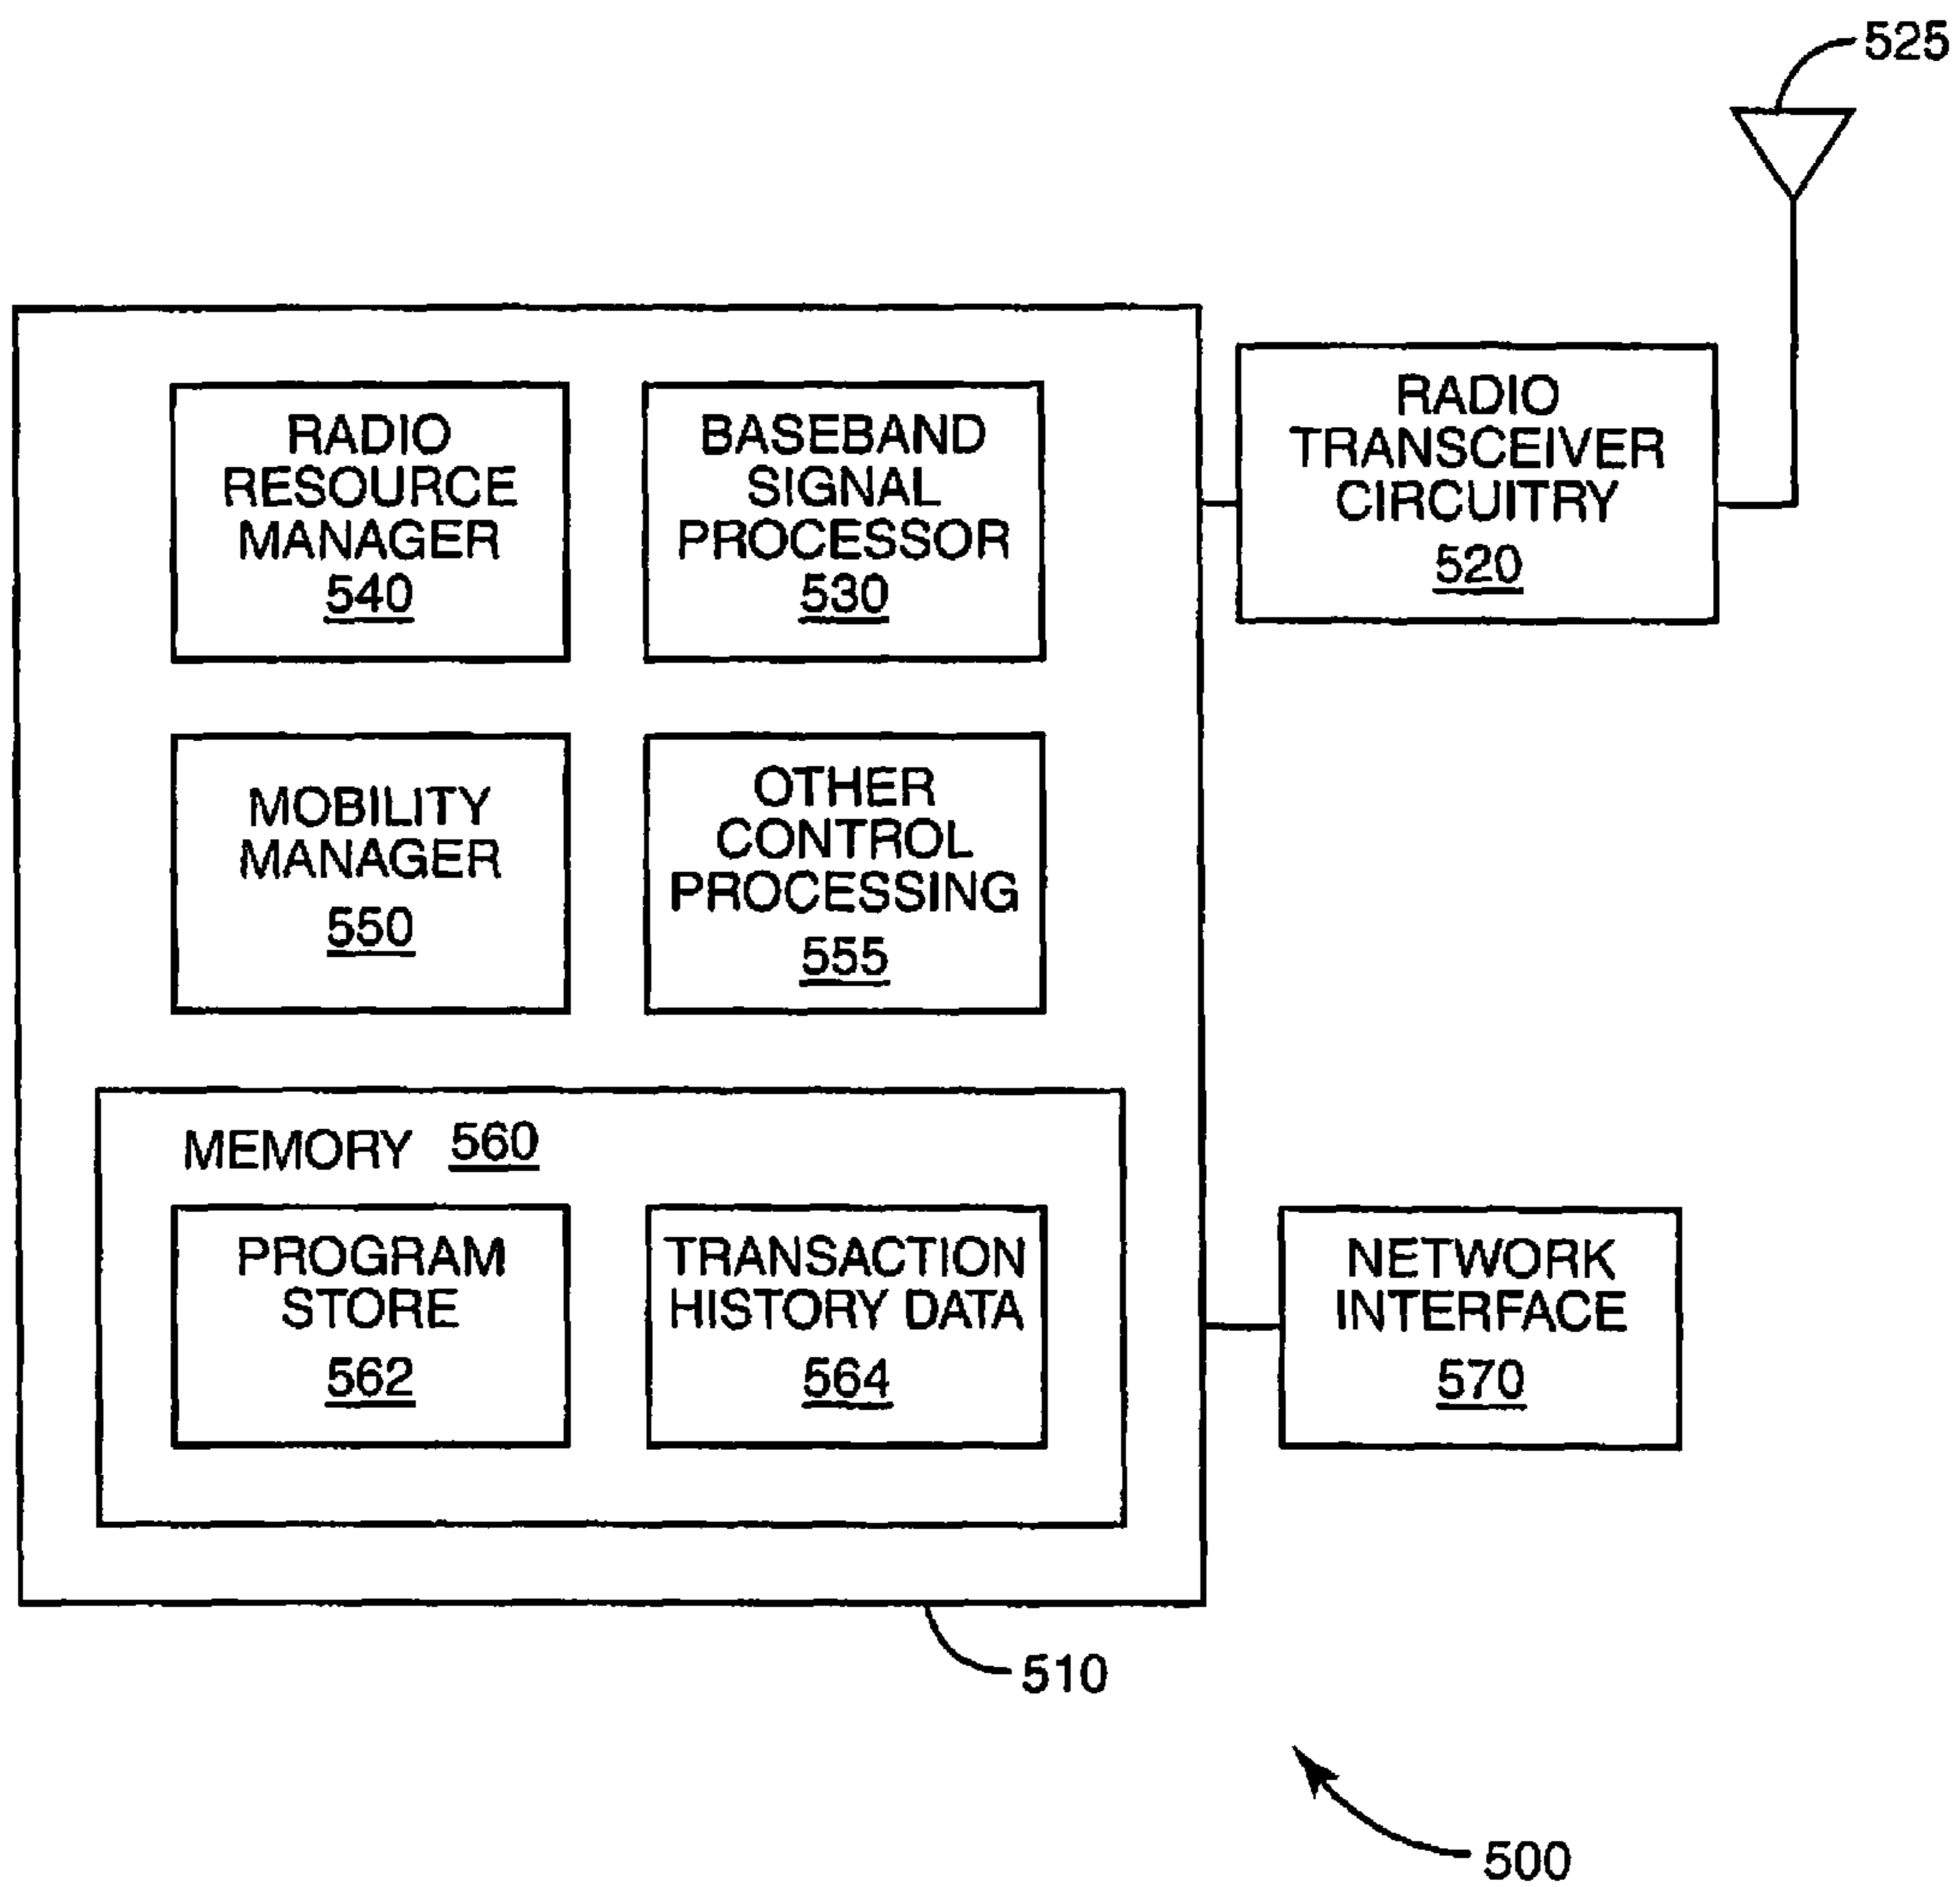 525
RADIO
RESOURCE
MANAGER
540
BASEBAND
SIGNAL
PROCESSOR
530
RADIO
TRANSCEIVER
CIRCUITRY
520
MOBILITY
MANAGER
550
OTHER
CONTROL
PROCESSING
555
MEMORY 560
PROGRAM
STORE
562
TRANSACTION
HISTORY DATA
564
NETWORK
INTERFACE
570
510
500